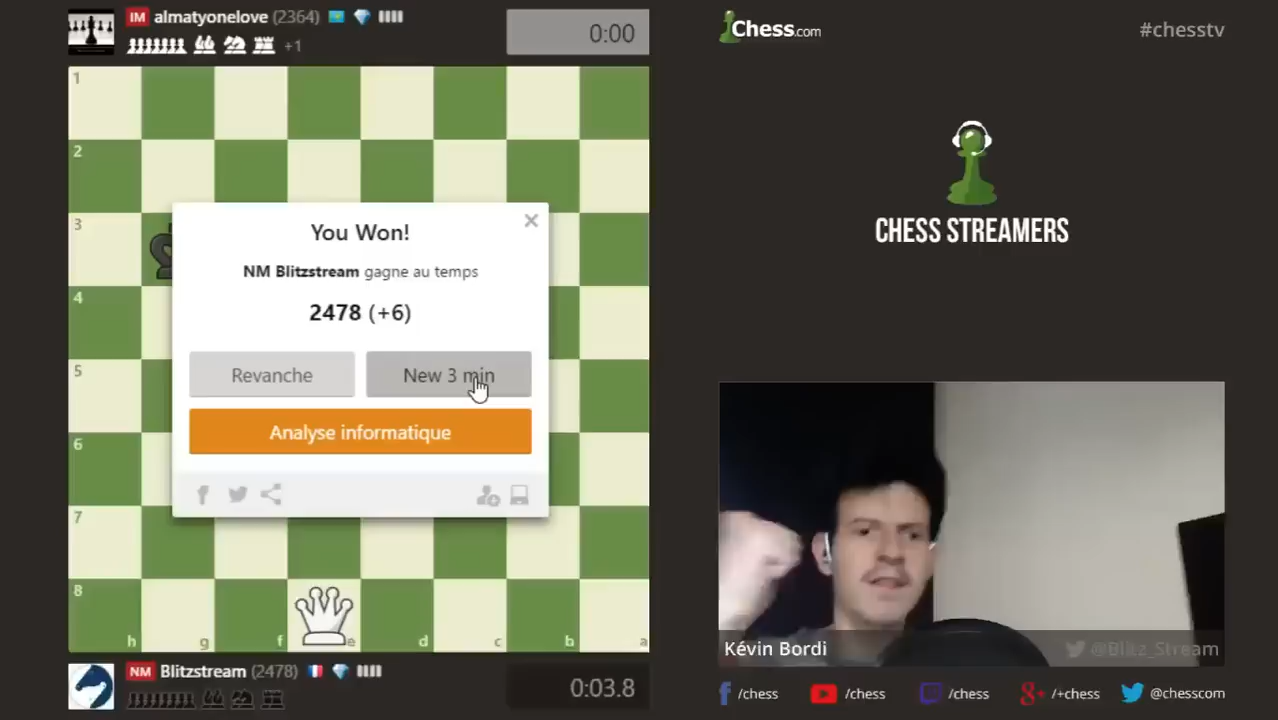 IM almatyonelove (2364)
+1
0:00
Chess.com
#chesstv
1
2
3
4
5
6
7
8
h g f e d c b a
You Won!
NM Blitzstream gagne au temps
2478 (+6)
Revanche
New 3 min
Analyse informatique
CHESS STREAMERS
Kévin Bordi
@Blitz_Stream
NM Blitzstream (2478)
0:03.8
/chess
/chess
/chess
/+chess
@chesscom